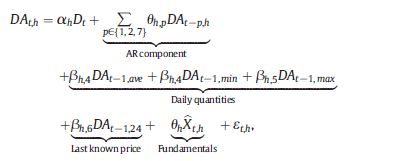 DA_{t,h} = α_h D_t + ∑_{p∈{1,2,7}} θ_{h,p} DA_{t−p,h}
AR component
+β_{h,4} DA_{t−1,ave} + β_{h,4} DA_{t−1,min} + β_{h,5} DA_{t−1,max}
Daily quantities
+β_{h,6} DA_{t−1,24} + θ_h X̂_{t,h} + ε_{t,h},
Last known price Fundamentals